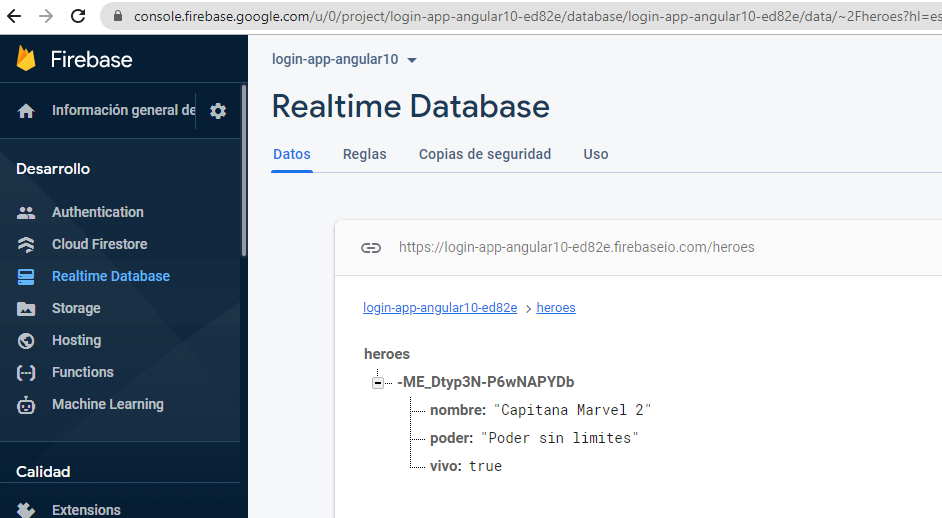 console.firebase.google.com/u/0/project/login-app-angular10-ed82e/database/login-app-angular10-ed82e/data/~2Fheroes?hl=es
Firebase
login-app-angular10
Información general de
Realtime Database
Desarrollo
Datos Reglas Copias de seguridad Uso
Authentication
Cloud Firestore
https://login-app-angular10-ed82e.firebaseio.com/heroes
Realtime Database
Storage
login-app-angular10-ed82e > heroes
Hosting
heroes
Functions
-ME_Dtyp3N-P6wNAPYDb
Machine Learning
nombre: "Capitana Marvel 2"
poder: "Poder sin limites"
vivo: true
Calidad
Extensions